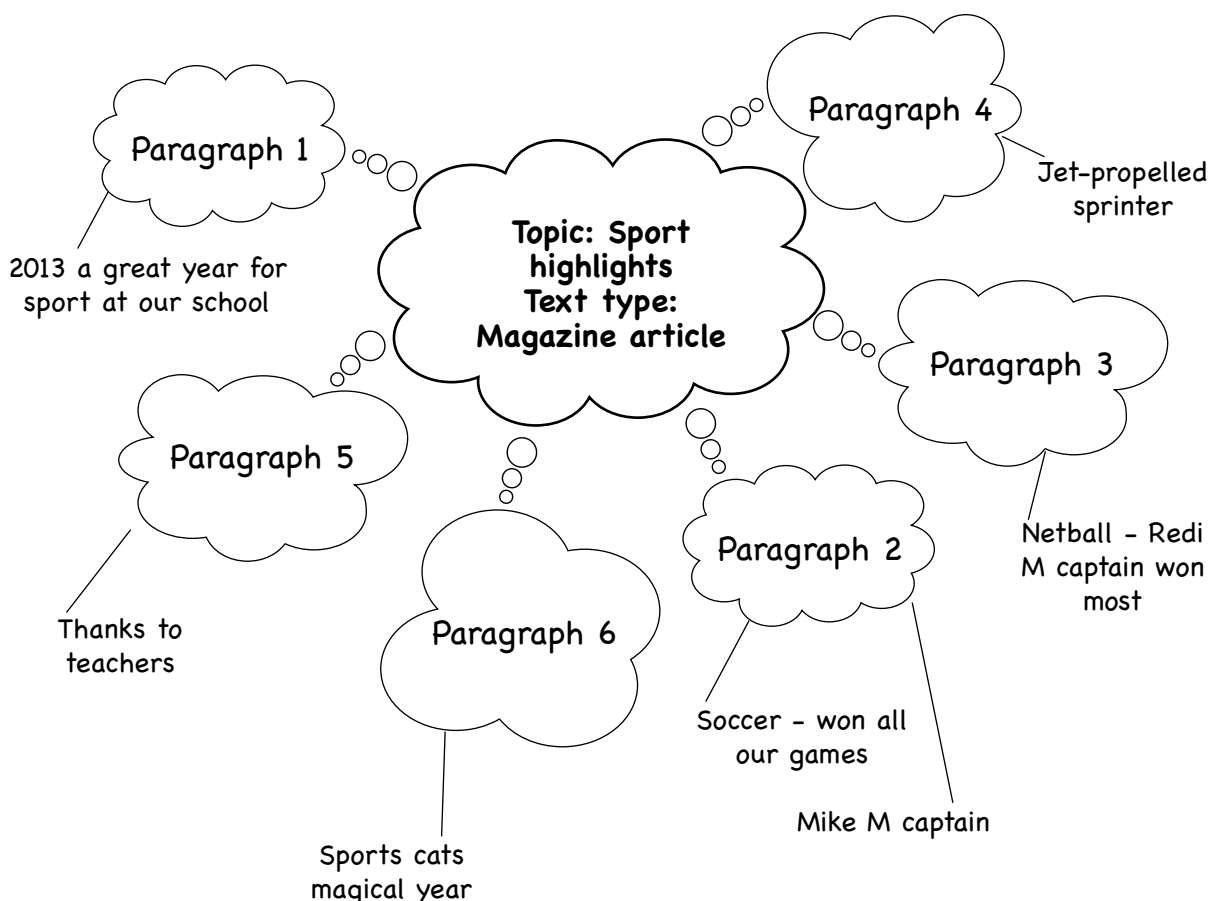 Paragraph 1
2013 a great year for
sport at our school
Topic: Sport
highlights
Text type:
Magazine article
Paragraph 4
Jet-propelled
sprinter
Paragraph 3
Netball - Redi
M captain won
most
Paragraph 5
Thanks to
teachers
Paragraph 6
Sports cats
magical year
Paragraph 2
Soccer - won all
our games
Mike M captain